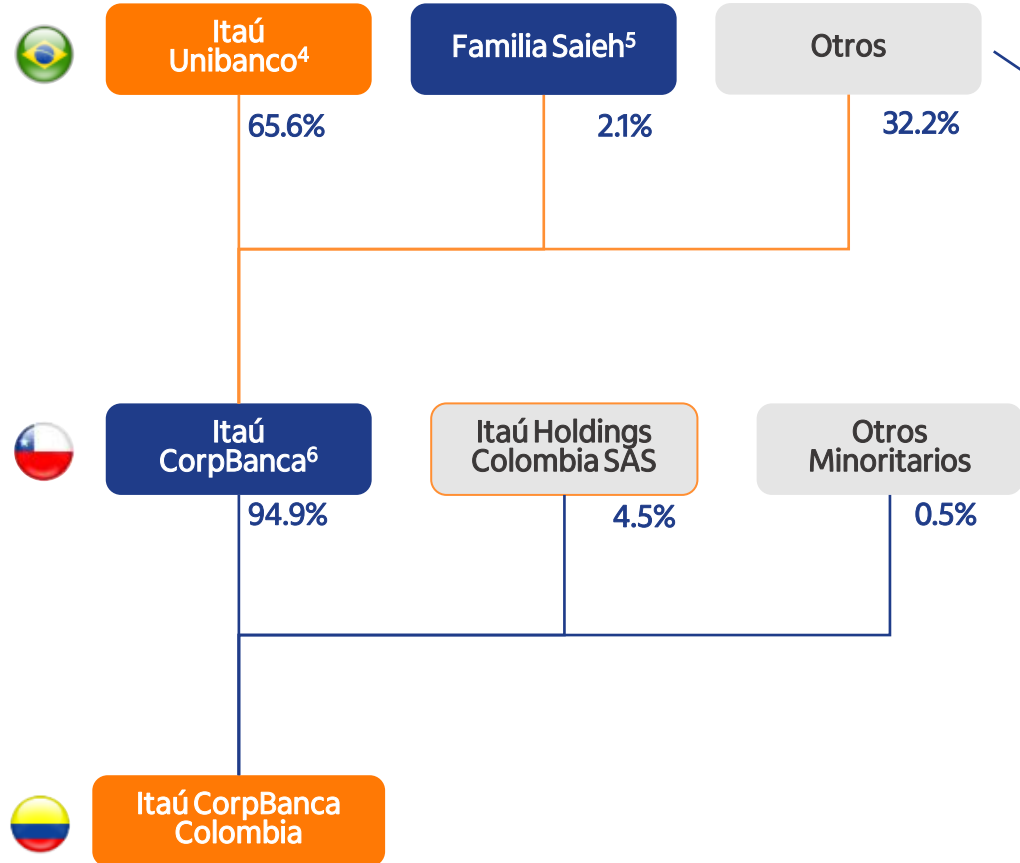 Itaú
Unibanco⁴
Familia Saieh⁵
Otros
65.6%
2.1%
32.2%
Itaú
CorpBanca⁶
Itaú Holdings
Colombia SAS
Otros
Minoritarios
94.9%
4.5%
0.5%
Itaú CorpBanca
Colombia